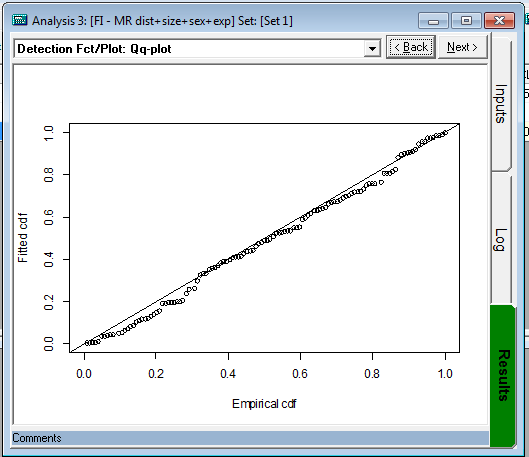 Analysis 3: [FI - MR dist+size+sex+exp] Set: [Set 1]
Detection Fct/Plot: Qq-plot
< Back
Next >
Inputs
Log
Results
Fitted cdf
1.0
0.8
0.6
0.4
0.2
0.0
0.0 0.2 0.4 0.6 0.8 1.0
Empirical cdf
Comments